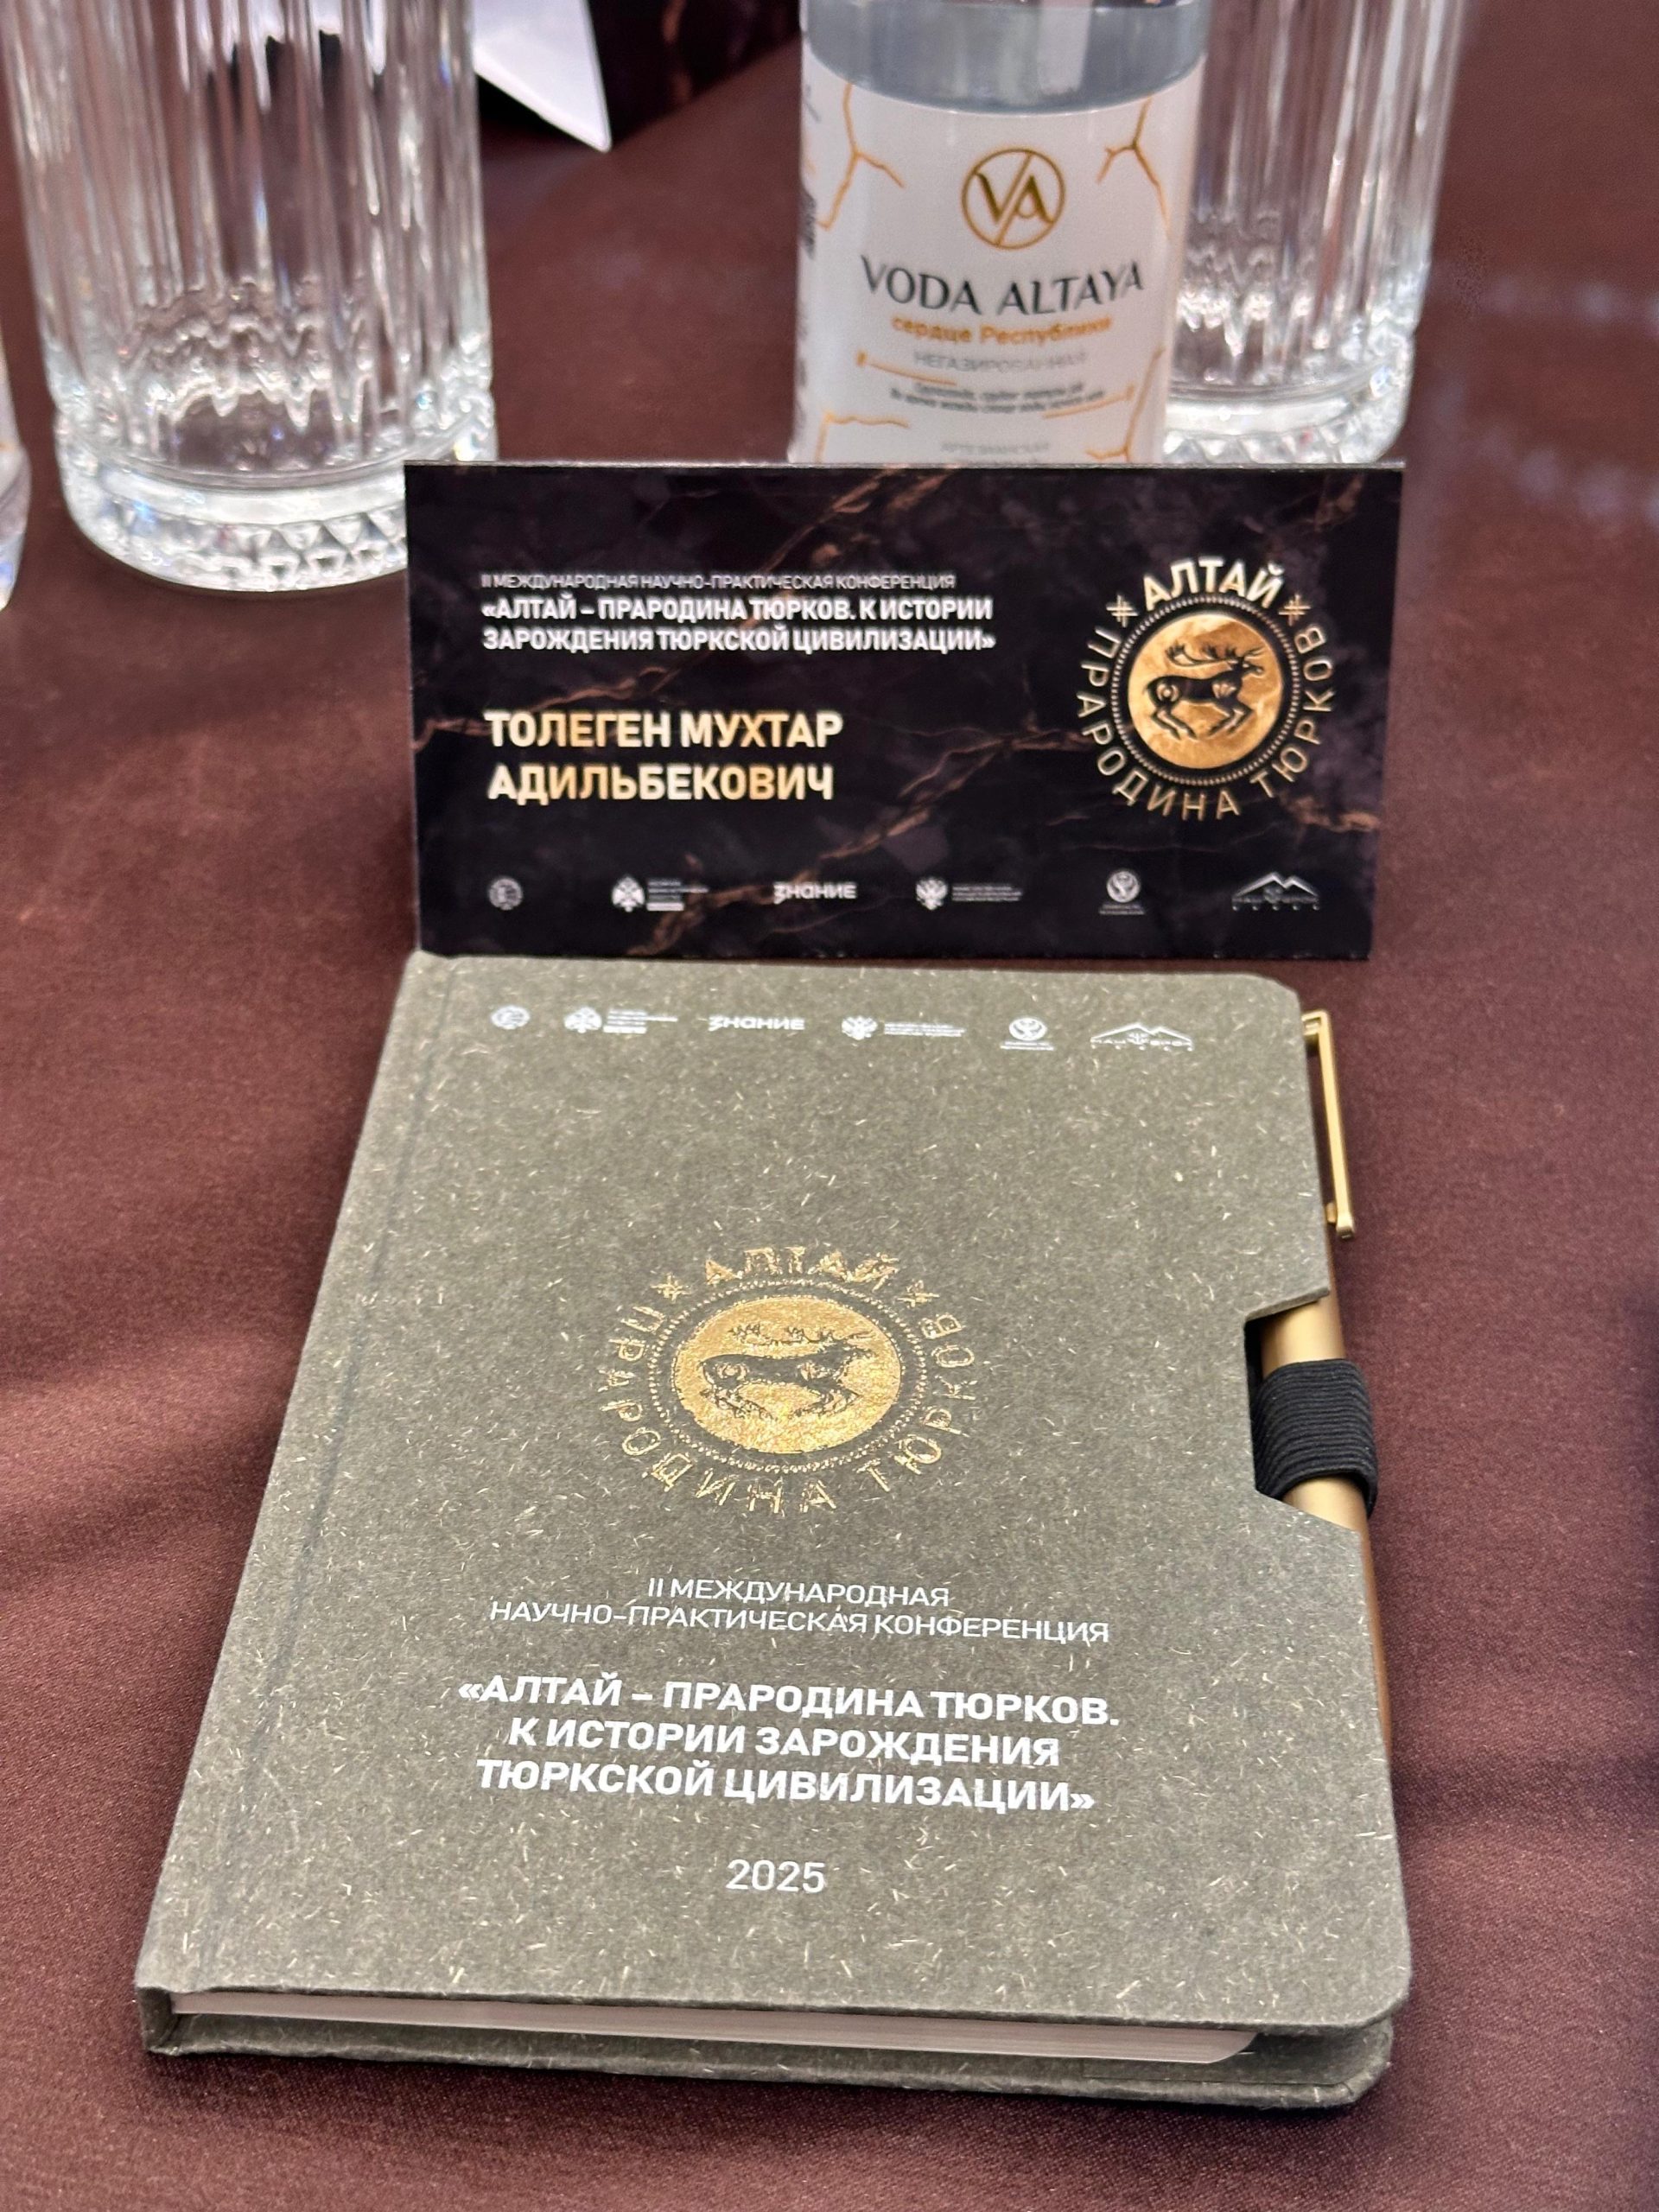 VA
VODA ALTAYA
сердце Республики
НЕГАЗИРОВАННАЯ
II МЕЖДУНАРОДНАЯ НАУЧНО-ПРАКТИЧЕСКАЯ КОНФЕРЕНЦИЯ
«АЛТАЙ – ПРАРОДИНА ТЮРКОВ. К ИСТОРИИ
ЗАРОЖДЕНИЯ ТЮРКСКОЙ ЦИВИЛИЗАЦИИ»
АЛТАЙ
ПРАРОДИНА ТЮРКОВ
ТОЛЕГЕН МУХТАР
АДИЛЬБЕКОВИЧ
знание
знание
АЛТАЙ
ПРАРОДИНА ТЮРКОВ
II МЕЖДУНАРОДНАЯ
НАУЧНО-ПРАКТИЧЕСКАЯ КОНФЕРЕНЦИЯ
«АЛТАЙ – ПРАРОДИНА ТЮРКОВ.
К ИСТОРИИ ЗАРОЖДЕНИЯ
ТЮРКСКОЙ ЦИВИЛИЗАЦИИ»
2025